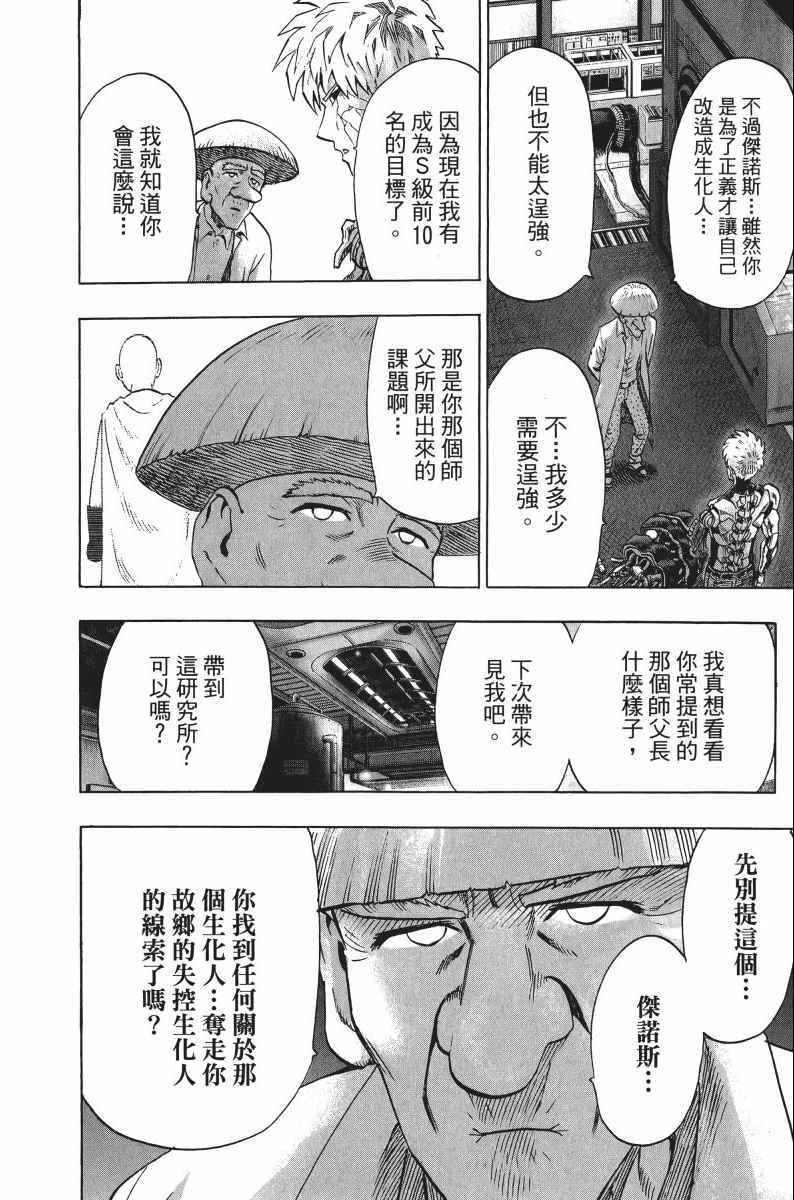 不過傑諾斯…雖然你
是為了正義才讓自己
改造成生化人…
但也不能太逞強。
不…我多少
需要逞強。
因為現在我有
成為S級前10
名的目標了。
我就知道你
會這麼說…
那是你那個師
父所開出來的
課題啊…
我真想看看
你常提到的
那個師父長
什麼樣子，
下次帶來
見我吧。
帶到
這研究所？
可以嗎？
先別提這個…
傑諾斯…
你找到任何關於那
個生化人…奪走你
故鄉的失控生化人
的線索了嗎？